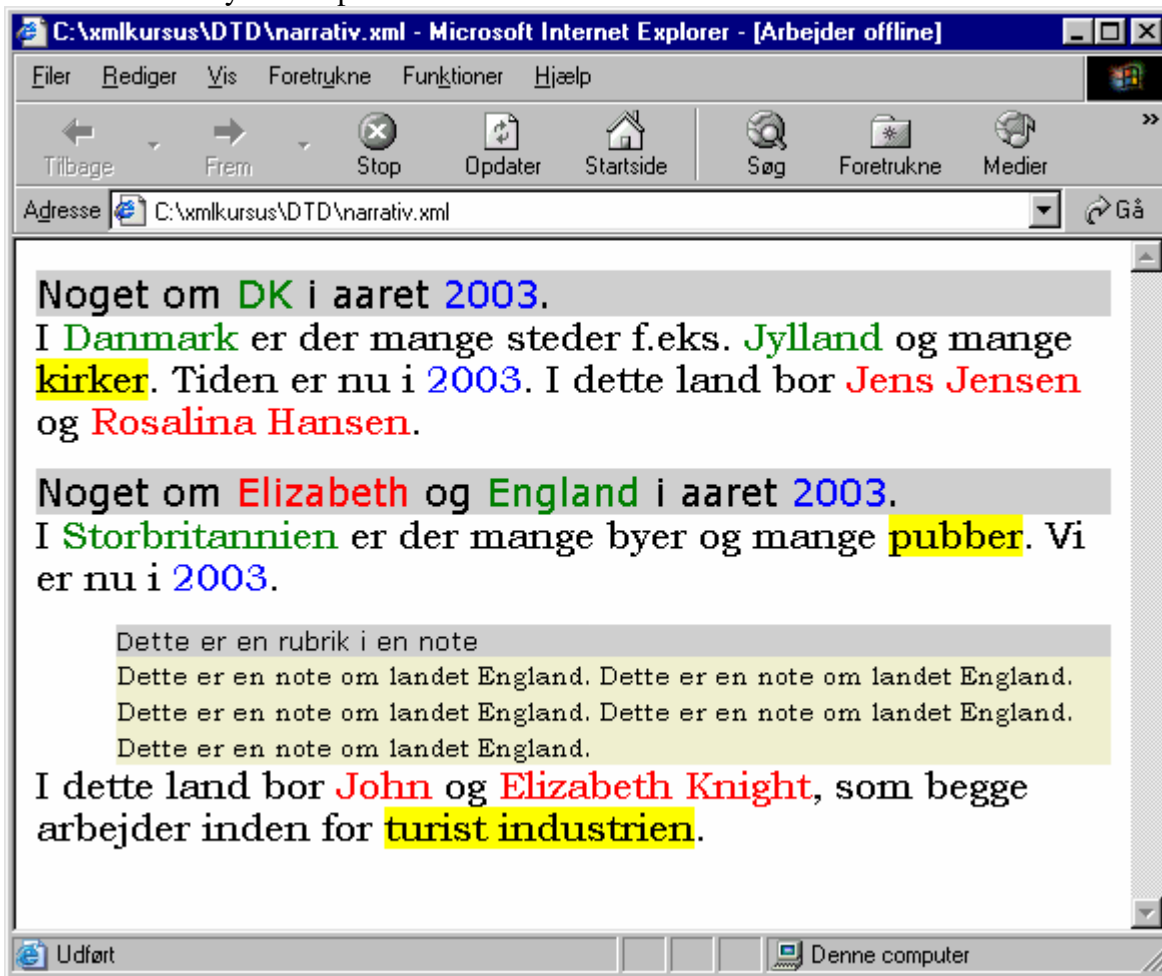 C:\xmlkursus\DTD\narrativ.xml - Microsoft Internet Explorer - [Arbejder offline]
Filer Rediger Vis Foretrukne Funktioner Hjælp
Tilbage Frem Stop Opdater Startside Søg Foretrukne Medier »
Adresse C:\xmlkursus\DTD\narrativ.xml Gå
Noget om DK i aaret 2003.
I Danmark er der mange steder f.eks. Jylland og mange
kirker. Tiden er nu i 2003. I dette land bor Jens Jensen
og Rosalina Hansen.
Noget om Elizabeth og England i aaret 2003.
I Storbritannien er der mange byer og mange pubber. Vi
er nu i 2003.
Dette er en rubrik i en note
Dette er en note om landet England. Dette er en note om landet England.
Dette er en note om landet England. Dette er en note om landet England.
Dette er en note om landet England.
I dette land bor John og Elizabeth Knight, som begge
arbejder inden for turist industrien.
Udført Denne computer